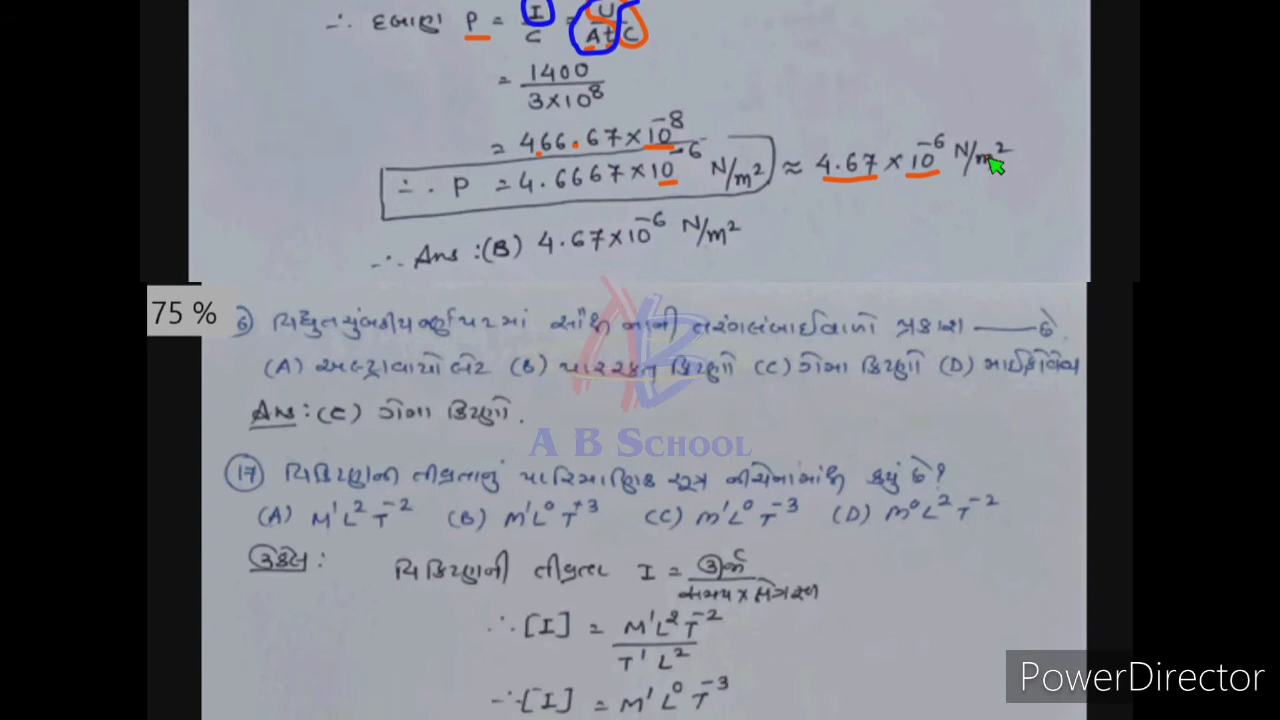 ∴ દબાણ P = I/C = U/AtC
= 1400/3×10⁸
= 466.67×10⁻⁸
∴ P = 4.6667×10⁻⁶ N/m² ≈ 4.67×10⁻⁶ N/m²
∴ Ans :(B) 4.67×10⁻⁶ N/m²
75 %
6) વિદ્યુતચુંબકીય વર્ણપટમાં સૌથી નાની તરંગલંબાઈવાળો પ્રકાશ ——— છે.
(A) અલ્ટ્રાવાયોલેટ (B) પારરક્ત કિરણો (C) ગેમા કિરણો (D) માઈક્રોવેવ
Ans : (C) ગેમા કિરણો.
A B SCHOOL
17) વિકિરણની તીવ્રતાનું પારિમાણિક સૂત્ર નીચેનામાંથી કયું છે?
(A) M¹L²T⁻² (B) M¹L⁰T⁺³ (C) M¹L⁰T⁻³ (D) M⁰L²T⁻²
ઉકેલ : વિકિરણની તીવ્રતા I = ઊર્જા/સમય × ક્ષેત્રફળ
∴ [I] = M¹L²T⁻²/T¹L²
∴ [I] = M¹L⁰T⁻³
PowerDirector